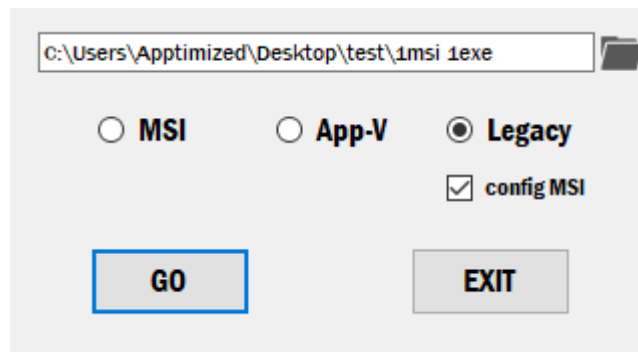 C:\Users\Apptimized\Desktop\test\1msi 1exe
MSI App-V Legacy
config MSI
GO EXIT